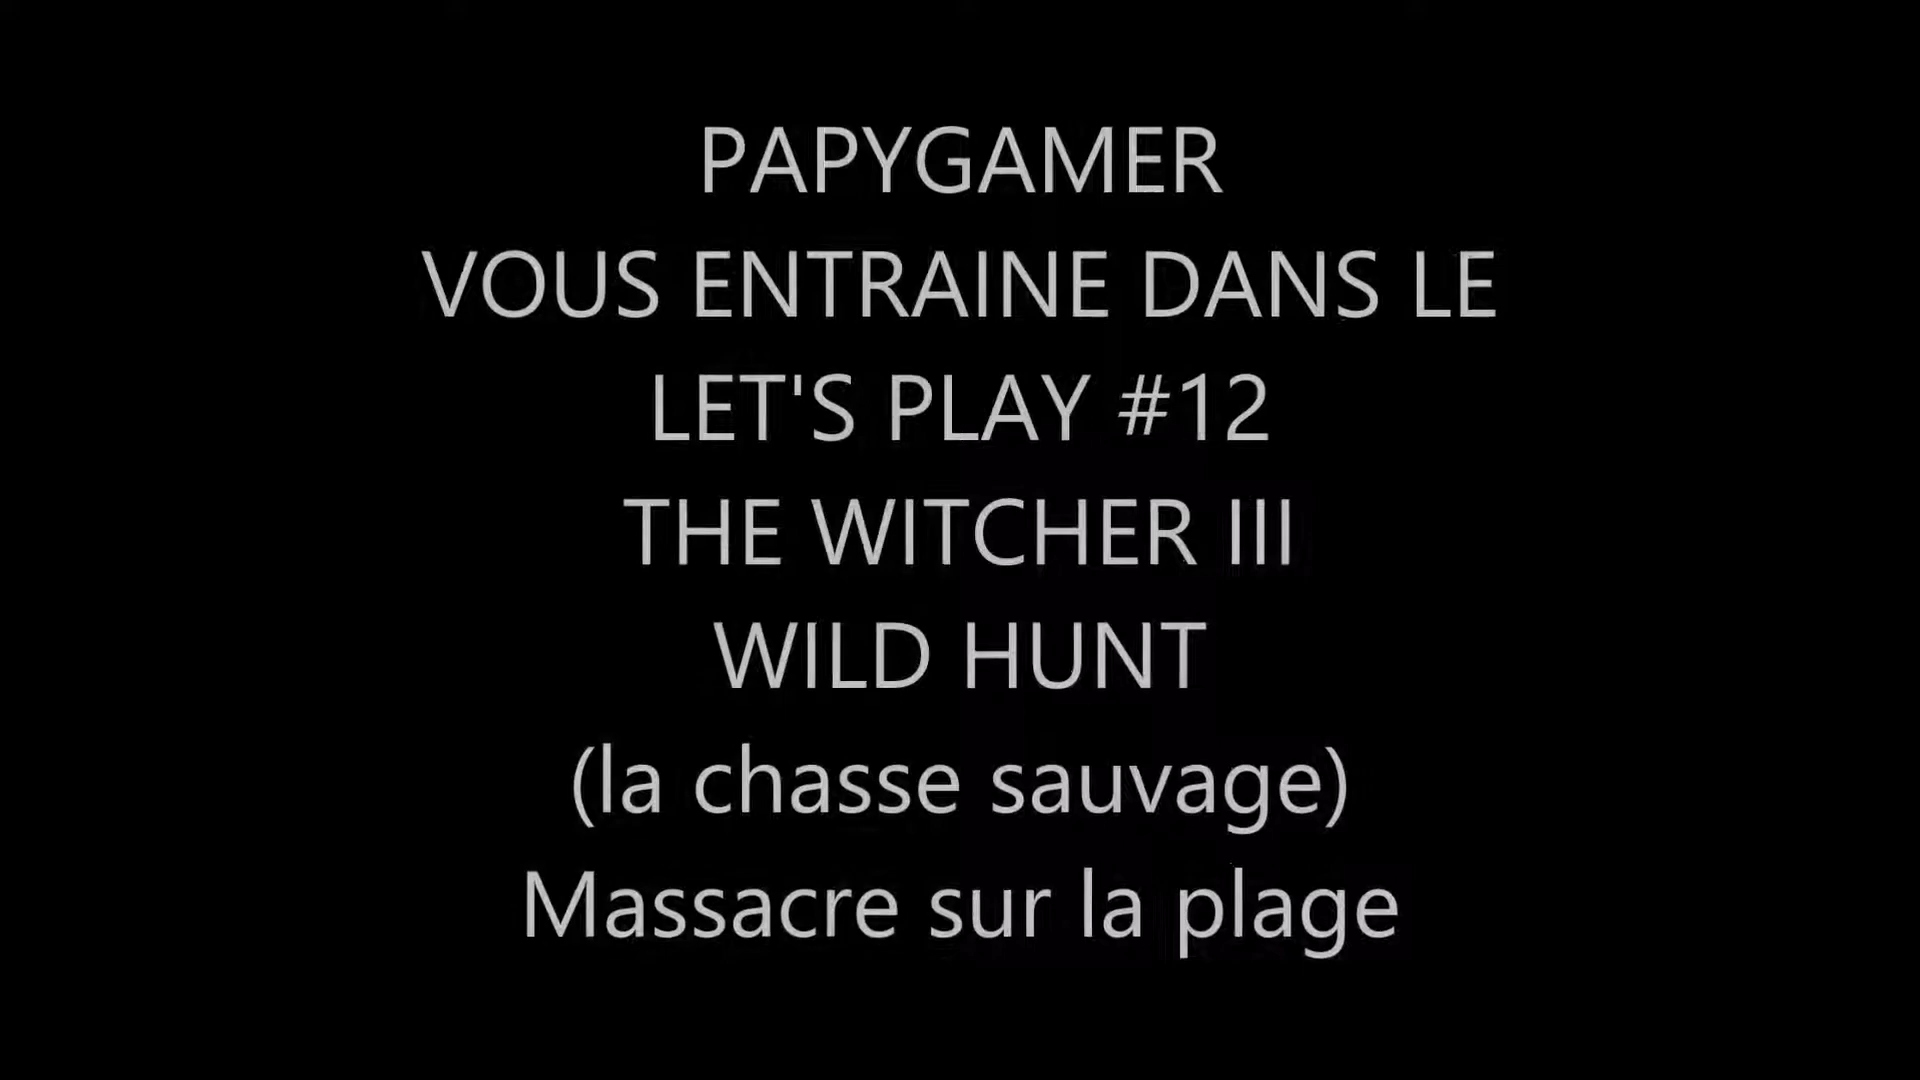 PAPYGAMER
VOUS ENTRAINE DANS LE
LET'S PLAY #12
THE WITCHER III
WILD HUNT
(la chasse sauvage)
Massacre sur la plage